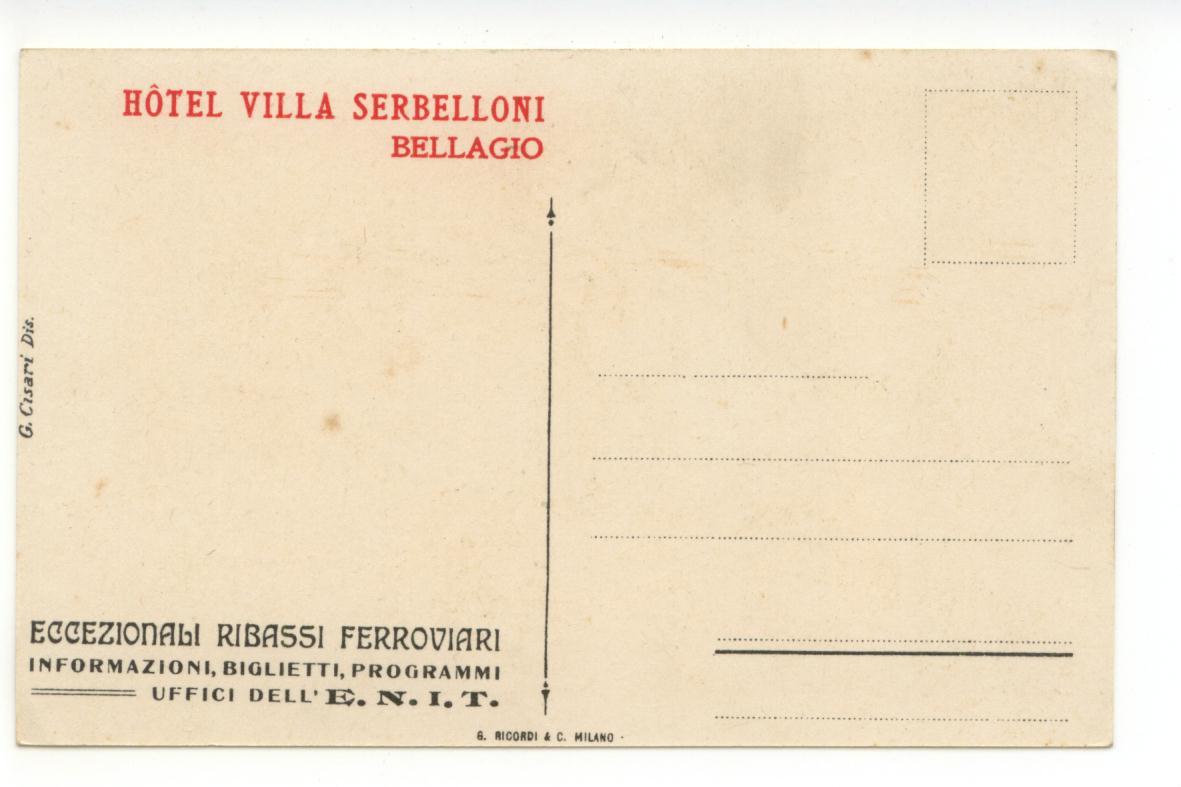 HÔTEL VILLA SERBELLONI
BELLAGIO
G. Cisari Dis.
ECCEZIONALI RIBASSI FERROVIARI
INFORMAZIONI, BIGLIETTI, PROGRAMMI
UFFICI DELL' E. N. I. T.
G. RICORDI & C. MILANO